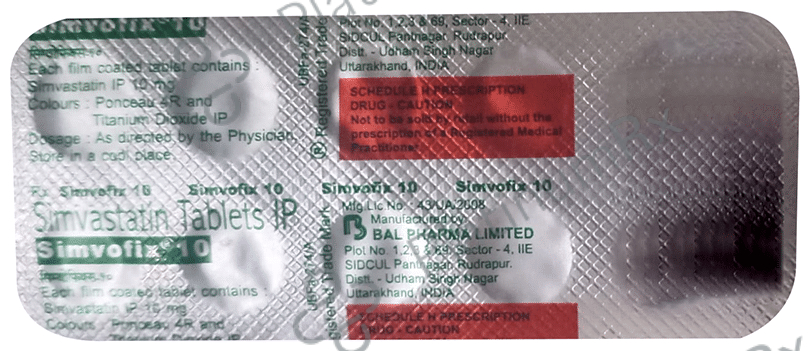 Simvofix 10
Each film coated tablet contains :
Simvastatin IP 10 mg
Colours : Ponceau 4R and
Titanium Dioxide IP
Dosage : As directed by the Physician.
Store in a cool place.
Plot No. 1,2,3 & 69, Sector - 4, IIE
SIDCUL Pantnagar, Rudrapur.
Distt. - Udham Singh Nagar
Uttarakhand, INDIA
® Registered Trade
SCHEDULE H PRESCRIPTION
DRUG - CAUTION
Not to be sold by retail without the
prescription of a Registered Medical
Practitioner.
Rx Simvofix 10 Simvofix 10 Simvofix 10 Simvofix 10
Simvastatin Tablets IP
Simvofix 10
Each film coated tablet contains :
Simvastatin IP 10 mg
Colours : Ponceau 4R and
Titanium Dioxide IP
Registered Trade Mark
Mfg.Lic No. : 43/UA/2008
Manufactured by:
BAL PHARMA LIMITED
Plot No. 1,2,3 & 69, Sector - 4, IIE
SIDCUL Pantnagar, Rudrapur.
Distt. - Udham Singh Nagar
Uttarakhand, INDIA
SCHEDULE H PRESCRIPTION
DRUG - CAUTION